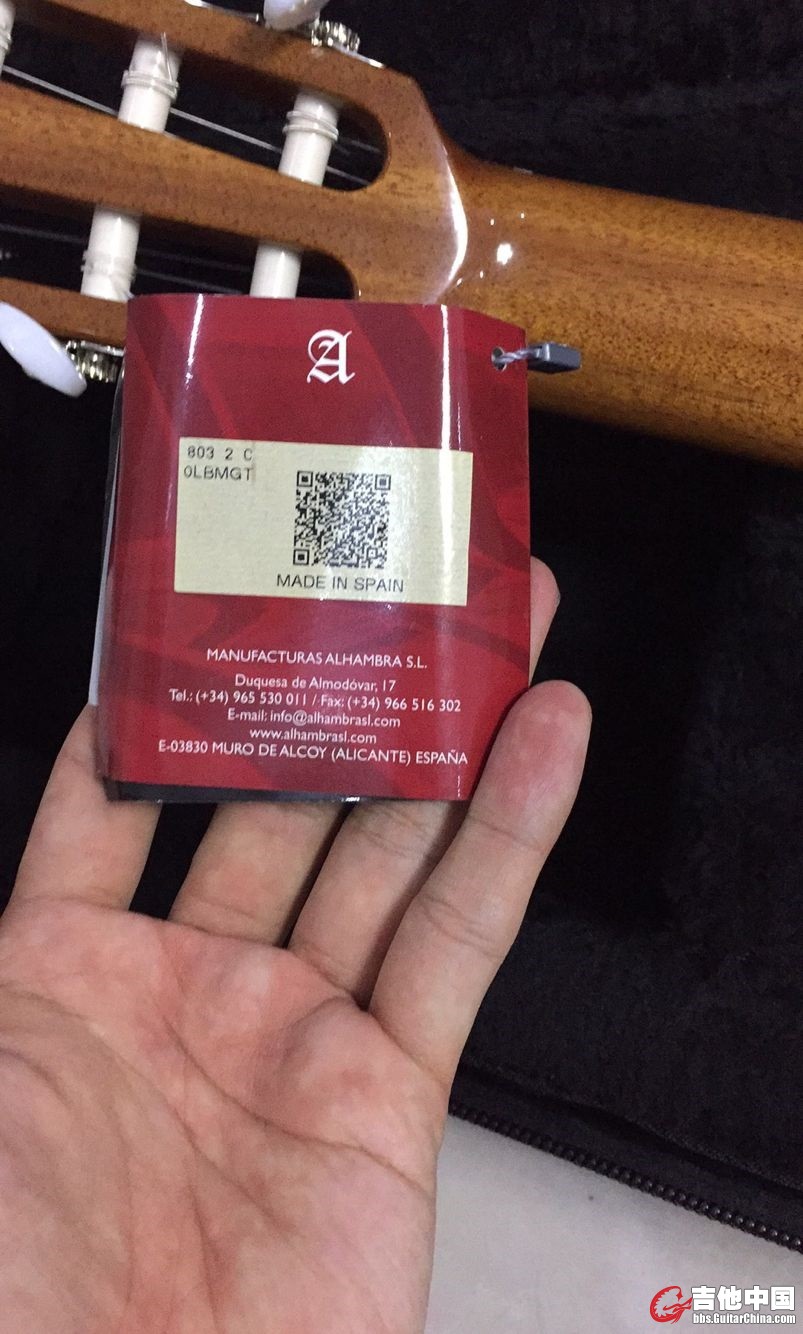 A
803 2 C
0LBMGT
MADE IN SPAIN
MANUFACTURAS ALHAMBRA S.L.
Duquesa de Almodóvar, 17
Tel.: (+34) 965 530 011 / Fax: (+34) 966 516 302
E-mail: info@alhambrasl.com
www.alhambrasl.com
E-03830 MURO DE ALCOY (ALICANTE) ESPAÑA
吉他中国
bbs.GuitarChina.com